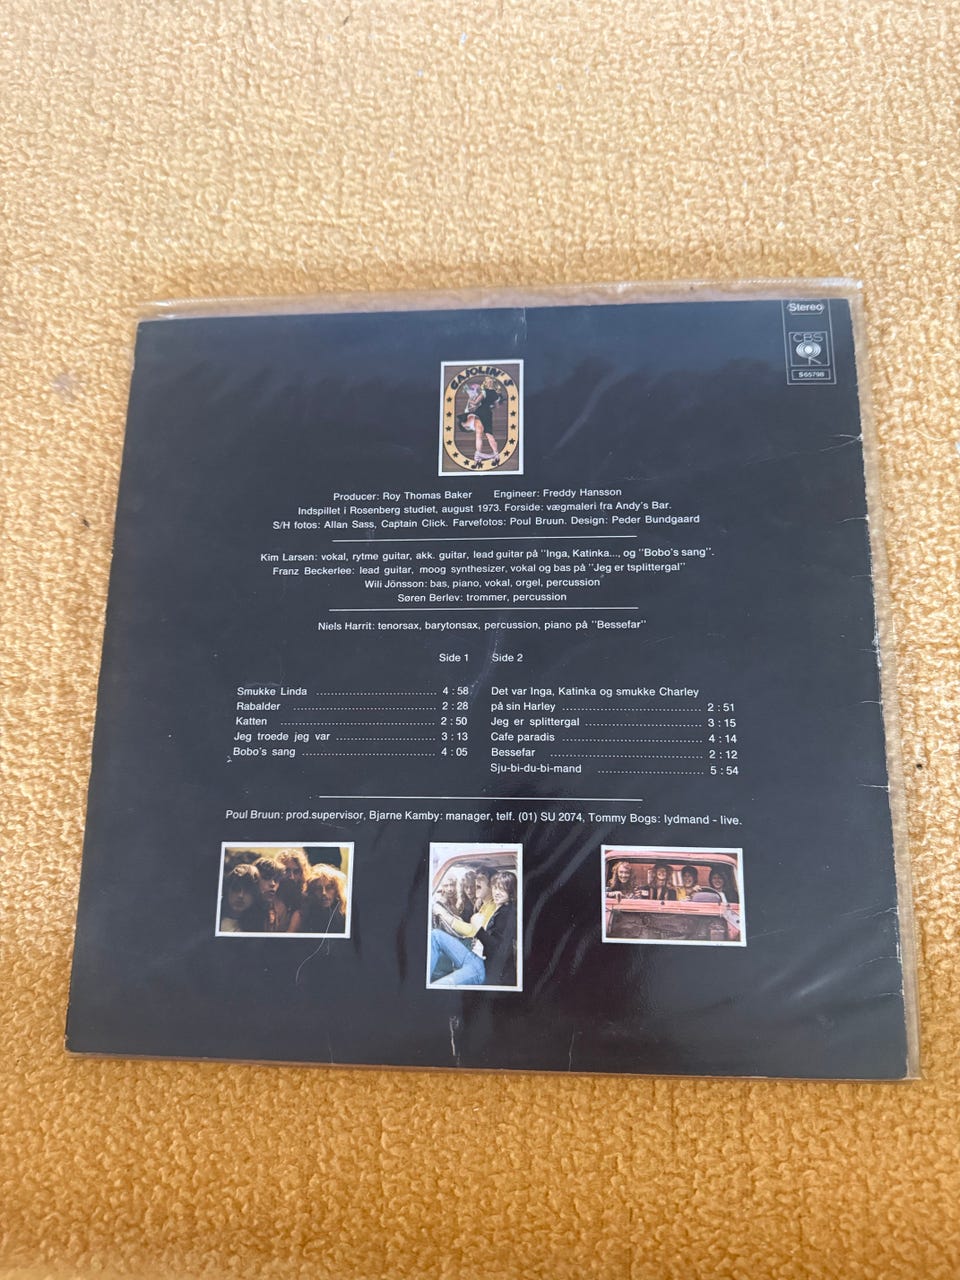 Stereo
CBS
S65798
GASOLIN'S
Producer: Roy Thomas Baker Engineer: Freddy Hansson
Indspillet i Rosenberg studiet, august 1973. Forside: vægmaleri fra Andy's Bar.
S/H fotos: Allan Sass, Captain Click. Farvefotos: Poul Bruun. Design: Peder Bundgaard
Kim Larsen: vokal, rytme guitar, akk. guitar, lead guitar på "Inga, Katinka..., og "Bobo's sang".
Franz Beckerlee: lead guitar, moog synthesizer, vokal og bas på "Jeg er tsplittergal"
Wili Jönsson: bas, piano, vokal, orgel, percussion
Søren Berlev: trommer, percussion
Niels Harrit: tenorsax, barytonsax, percussion, piano på "Bessefar"
Side 1 Side 2
Smukke Linda ................................ 4 : 58
Rabalder ...................................... 2 : 28
Katten ......................................... 2 : 50
Jeg troede jeg var ........................... 3 : 13
Bobo's sang .................................... 4 : 05
Det var Inga, Katinka og smukke Charley
på sin Harley ..................................... 2 : 51
Jeg er splittergal ............................... 3 : 15
Cafe paradis ..................................... 4 : 14
Bessefar ......................................... 2 : 12
Sju-bi-du-bi-mand ............................ 5 : 54
Poul Bruun: prod.supervisor, Bjarne Kamby: manager, telf. (01) SU 2074, Tommy Bogs: lydmand - live.